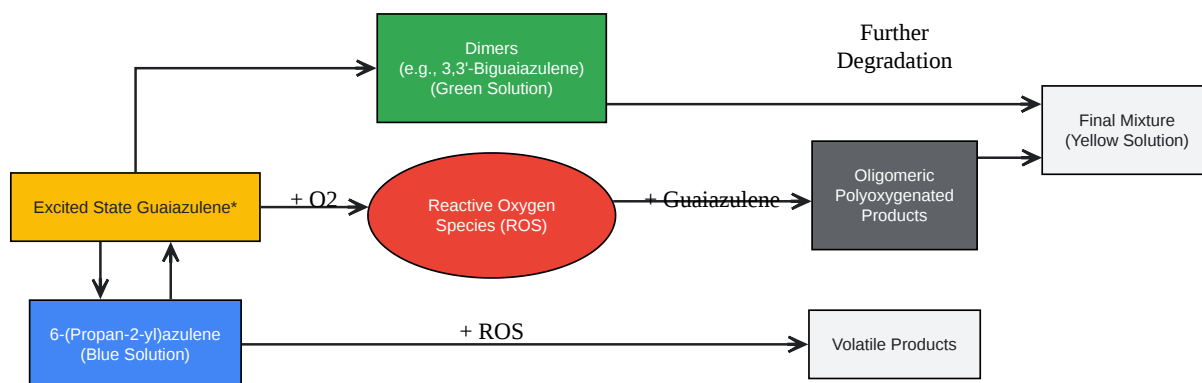 Dimers
(e.g., 3,3'-Biguaiazulene)
(Green Solution)
Further
Degradation
Final Mixture
(Yellow Solution)
Excited State Guaiazulene*
+ O2
Reactive Oxygen
Species (ROS)
+ Guaiazulene
Oligomeric
Polyoxygenated
Products
6-(Propan-2-yl)azulene
(Blue Solution)
+ ROS
Volatile Products